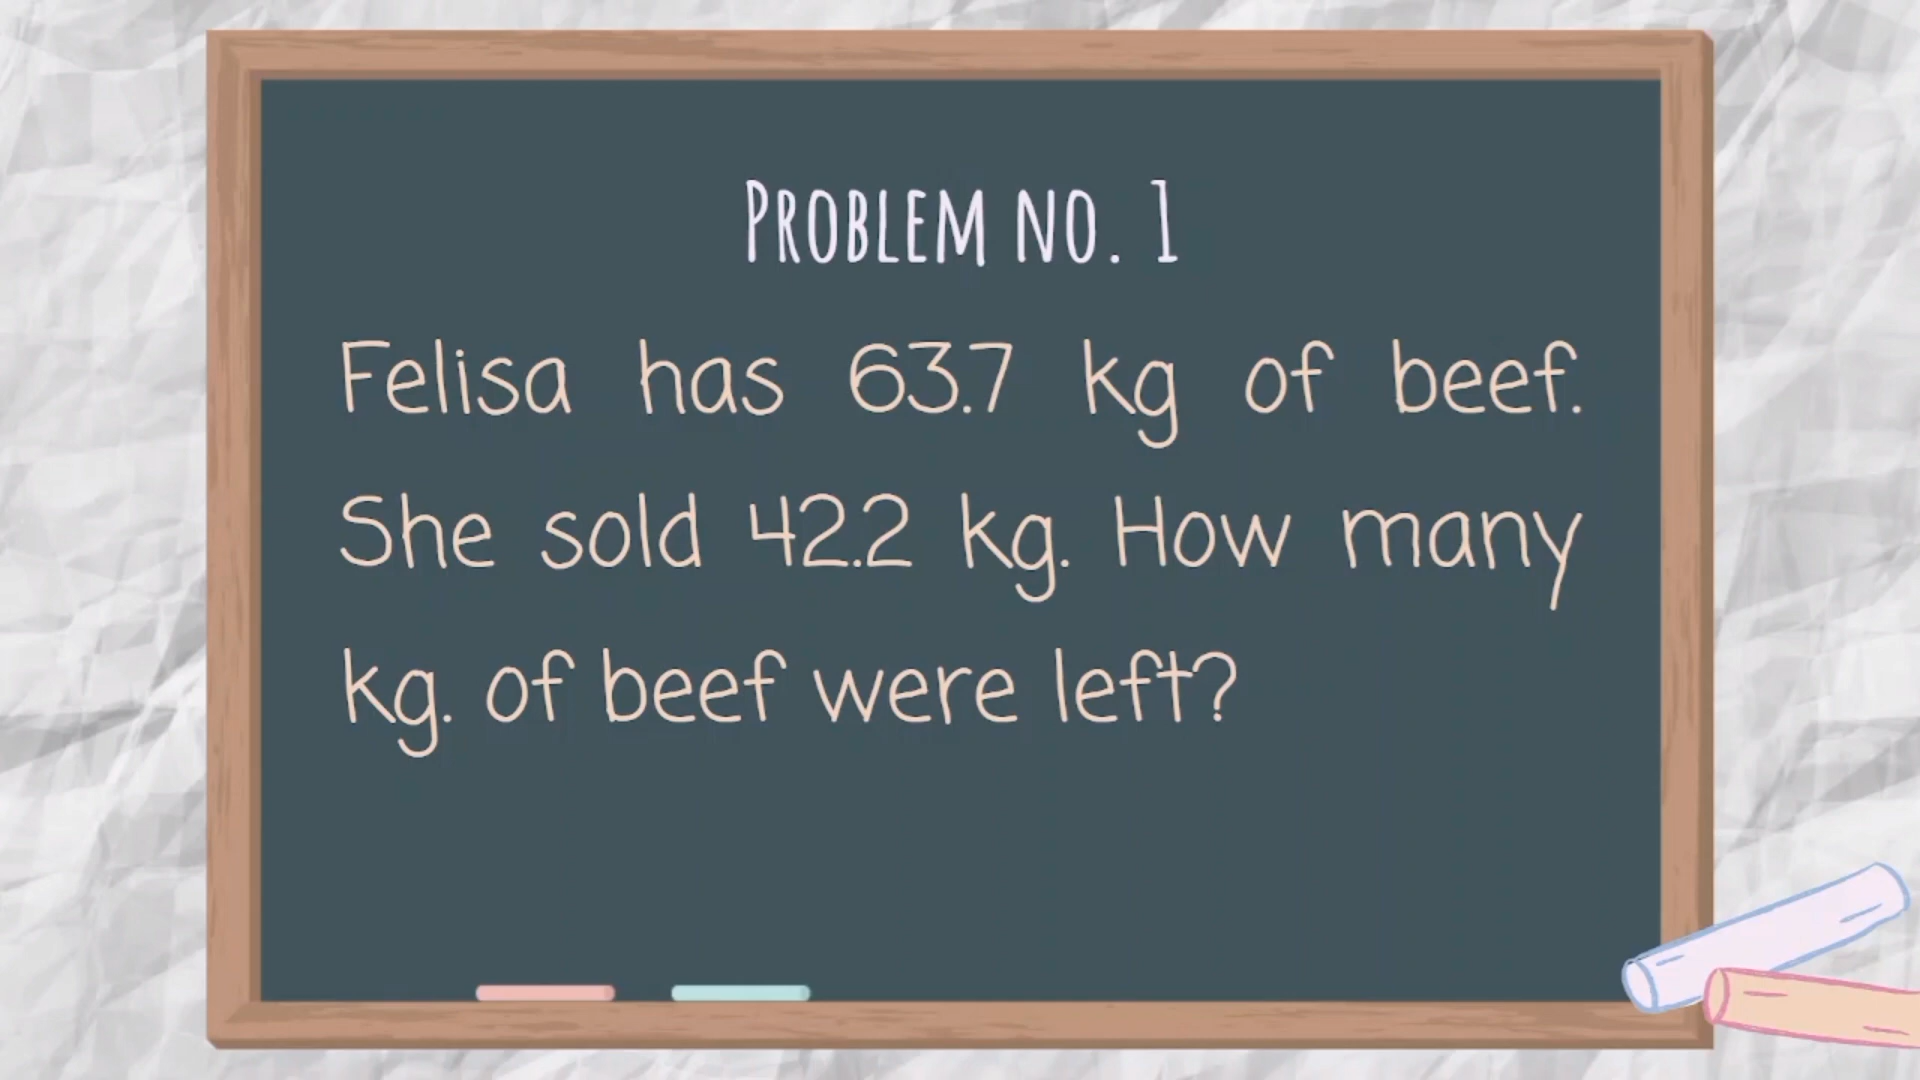 PROBLEM NO. 1
Felisa has 63.7 kg of beef.
She sold 42.2 kg. How many
kg. of beef were left?